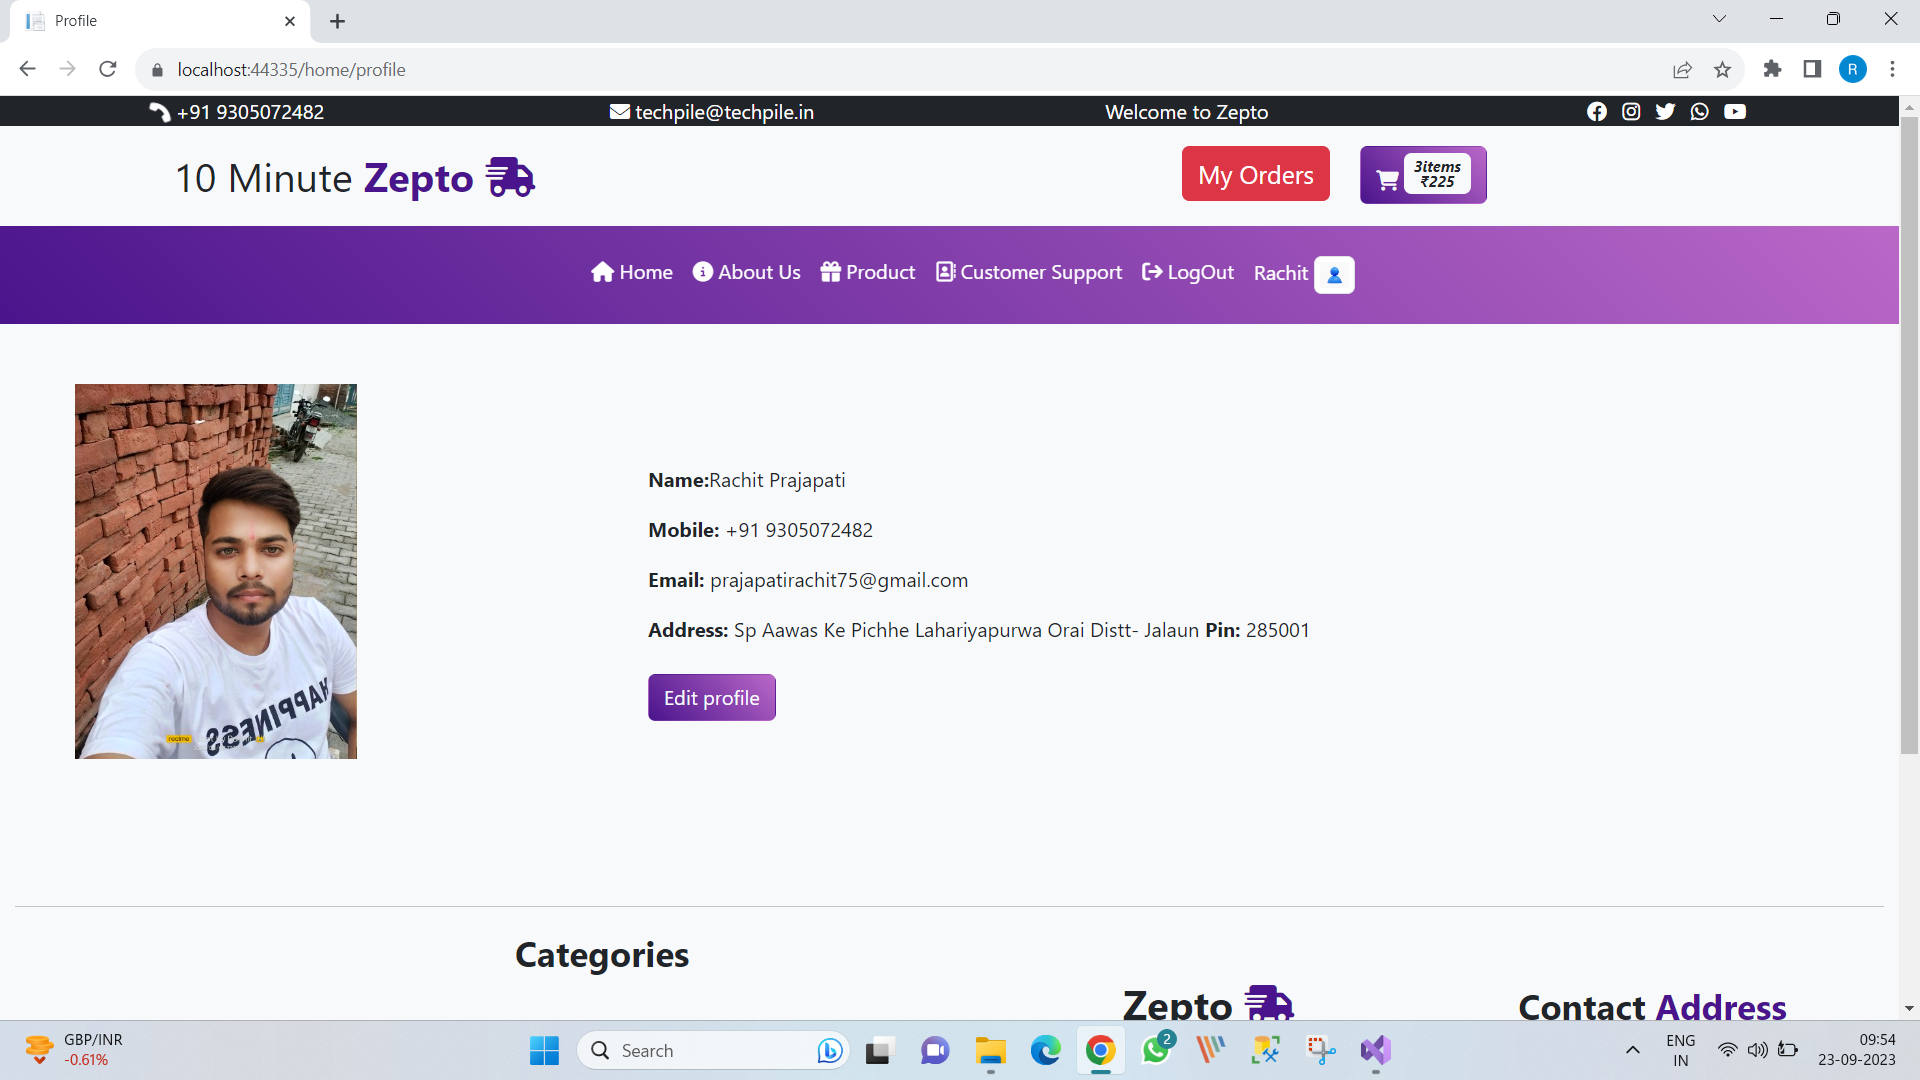 Profile
localhost:44335/home/profile
R
+91 9305072482
techpile@techpile.in
Welcome to Zepto
10 Minute Zepto
My Orders
3items
₹225
Home
About Us
Product
Customer Support
LogOut
Rachit
HAPPINESS
realme
Name:Rachit Prajapati
Mobile: +91 9305072482
Email: prajapatirachit75@gmail.com
Address: Sp Aawas Ke Pichhe Lahariyapurwa Orai Distt- Jalaun Pin: 285001
Edit profile
Categories
Zepto
Contact Address
GBP/INR
-0.61%
Search
2
ENG
IN
09:54
23-09-2023